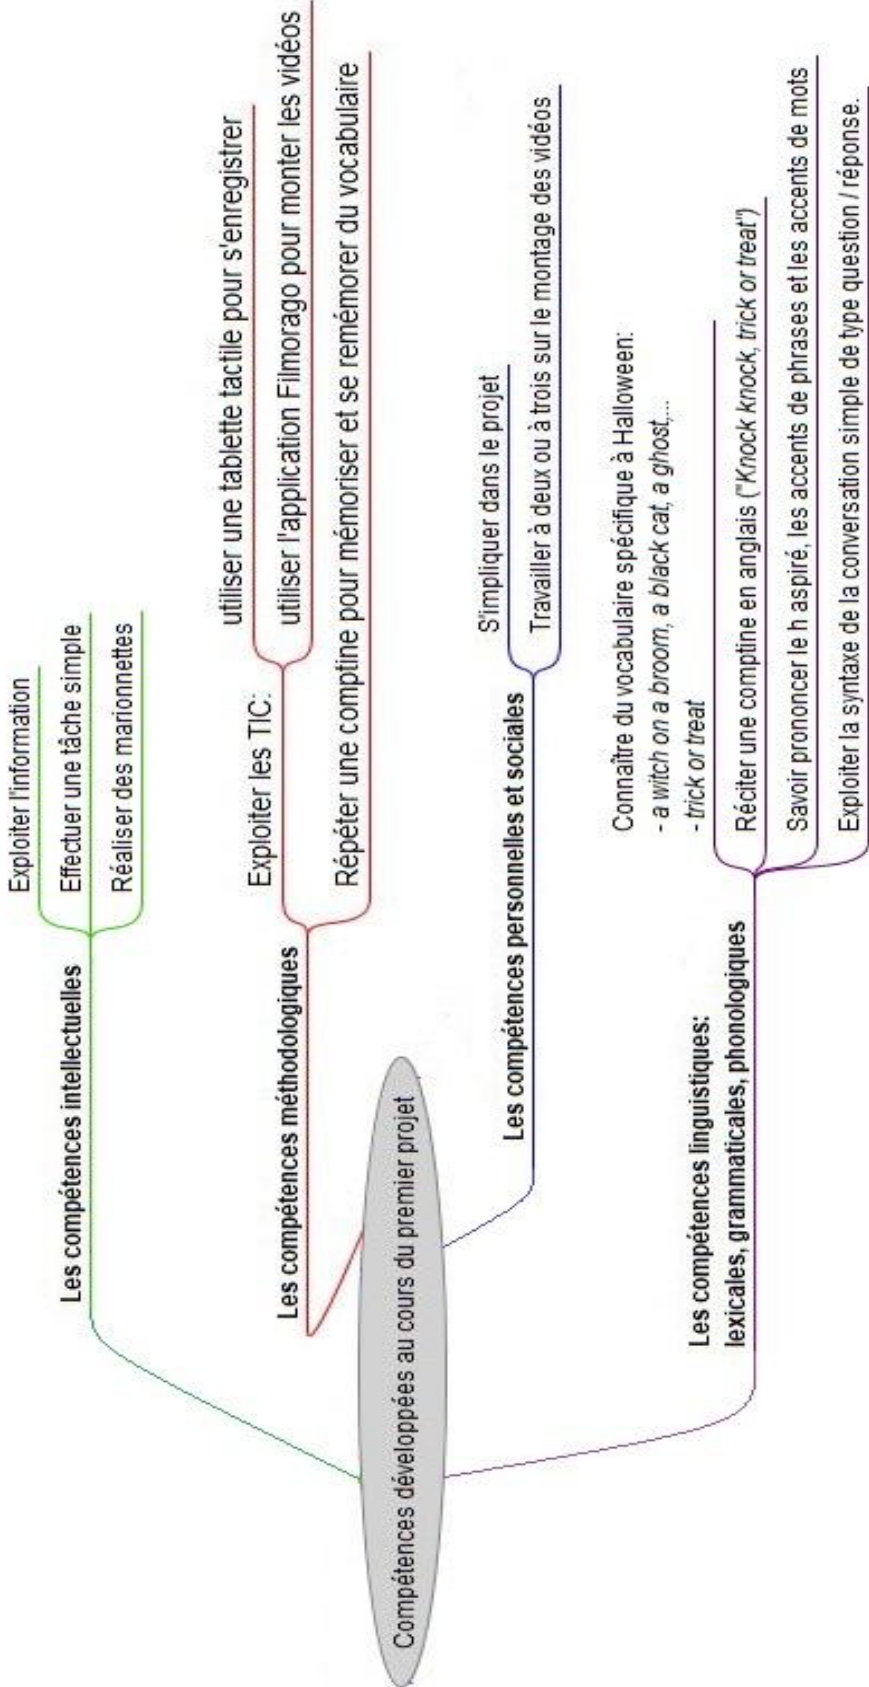 Compétences développées au cours du premier projet
Les compétences intellectuelles
Exploiter l'information
Effectuer une tâche simple
Réaliser des marionnettes
Les compétences méthodologiques
Exploiter les TIC:
utiliser une tablette tactile pour s'enregistrer
utiliser l'application Filmorago pour monter les vidéos
Répéter une comptine pour mémoriser et se remémorer du vocabulaire
Les compétences personnelles et sociales
S'impliquer dans le projet
Travailler à deux ou à trois sur le montage des vidéos
Les compétences linguistiques:
lexicales, grammaticales, phonologiques
Connaître du vocabulaire spécifique à Halloween:
- a witch on a broom, a black cat, a ghost,...
- trick or treat
Réciter une comptine en anglais ("Knock knock, trick or treat")
Savoir prononcer le h aspiré, les accents de phrases et les accents de mots
Exploiter la syntaxe de la conversation simple de type question / réponse.